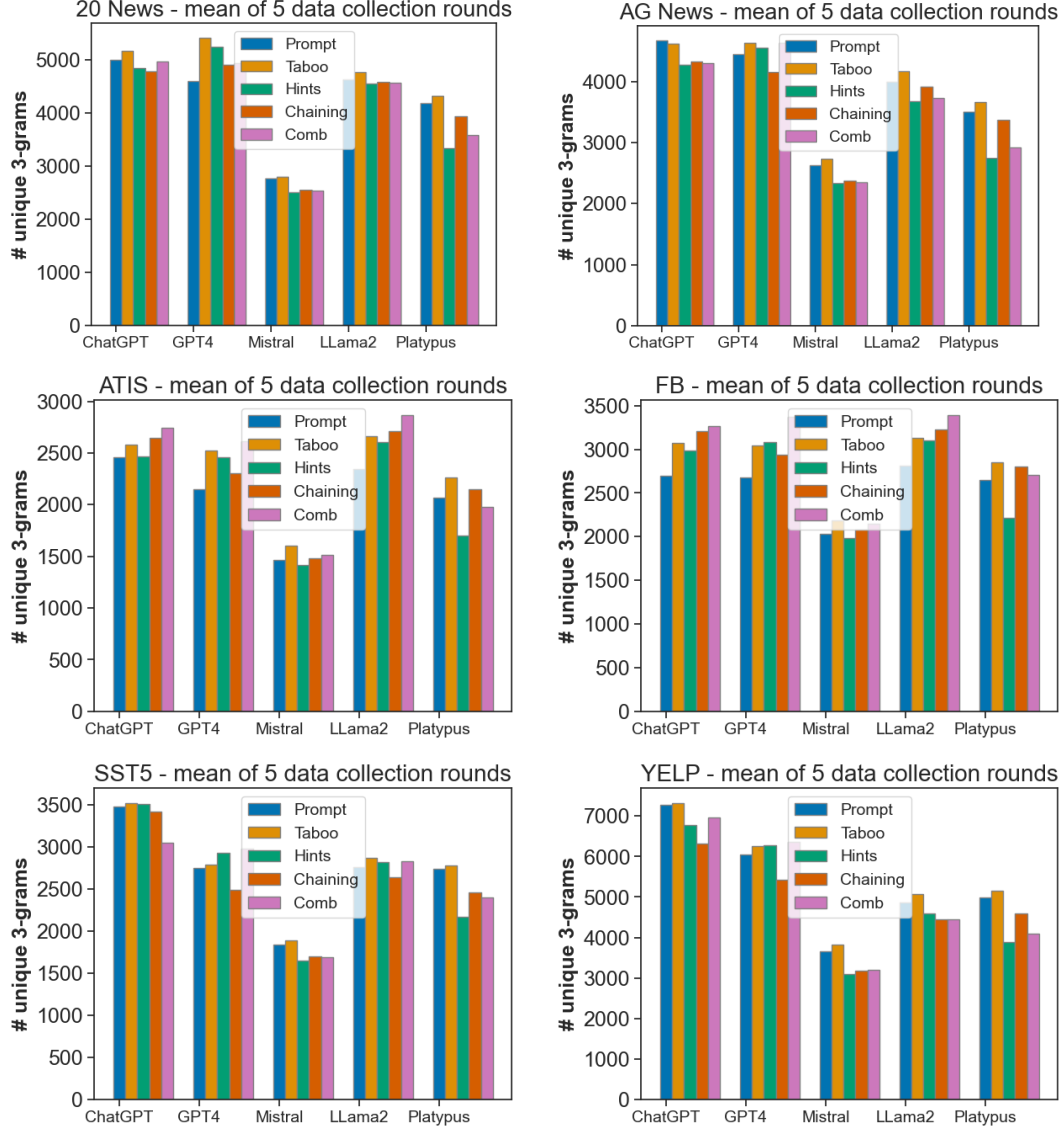 20 News - mean of 5 data collection rounds
# unique 3-grams
5000
4000
3000
2000
1000
0
Prompt
Taboo
Hints
Chaining
Comb
ChatGPT GPT4 Mistral LLama2 Platypus
AG News - mean of 5 data collection rounds
# unique 3-grams
4000
3000
2000
1000
0
Prompt
Taboo
Hints
Chaining
Comb
ChatGPT GPT4 Mistral LLama2 Platypus
ATIS - mean of 5 data collection rounds
# unique 3-grams
3000
2500
2000
1500
1000
500
0
Prompt
Taboo
Hints
Chaining
Comb
ChatGPT GPT4 Mistral LLama2 Platypus
FB - mean of 5 data collection rounds
# unique 3-grams
3500
3000
2500
2000
1500
1000
500
0
Prompt
Taboo
Hints
Chaining
Comb
ChatGPT GPT4 Mistral LLama2 Platypus
SST5 - mean of 5 data collection rounds
# unique 3-grams
3500
3000
2500
2000
1500
1000
500
0
Prompt
Taboo
Hints
Chaining
Comb
ChatGPT GPT4 Mistral LLama2 Platypus
YELP - mean of 5 data collection rounds
# unique 3-grams
7000
6000
5000
4000
3000
2000
1000
0
Prompt
Taboo
Hints
Chaining
Comb
ChatGPT GPT4 Mistral LLama2 Platypus